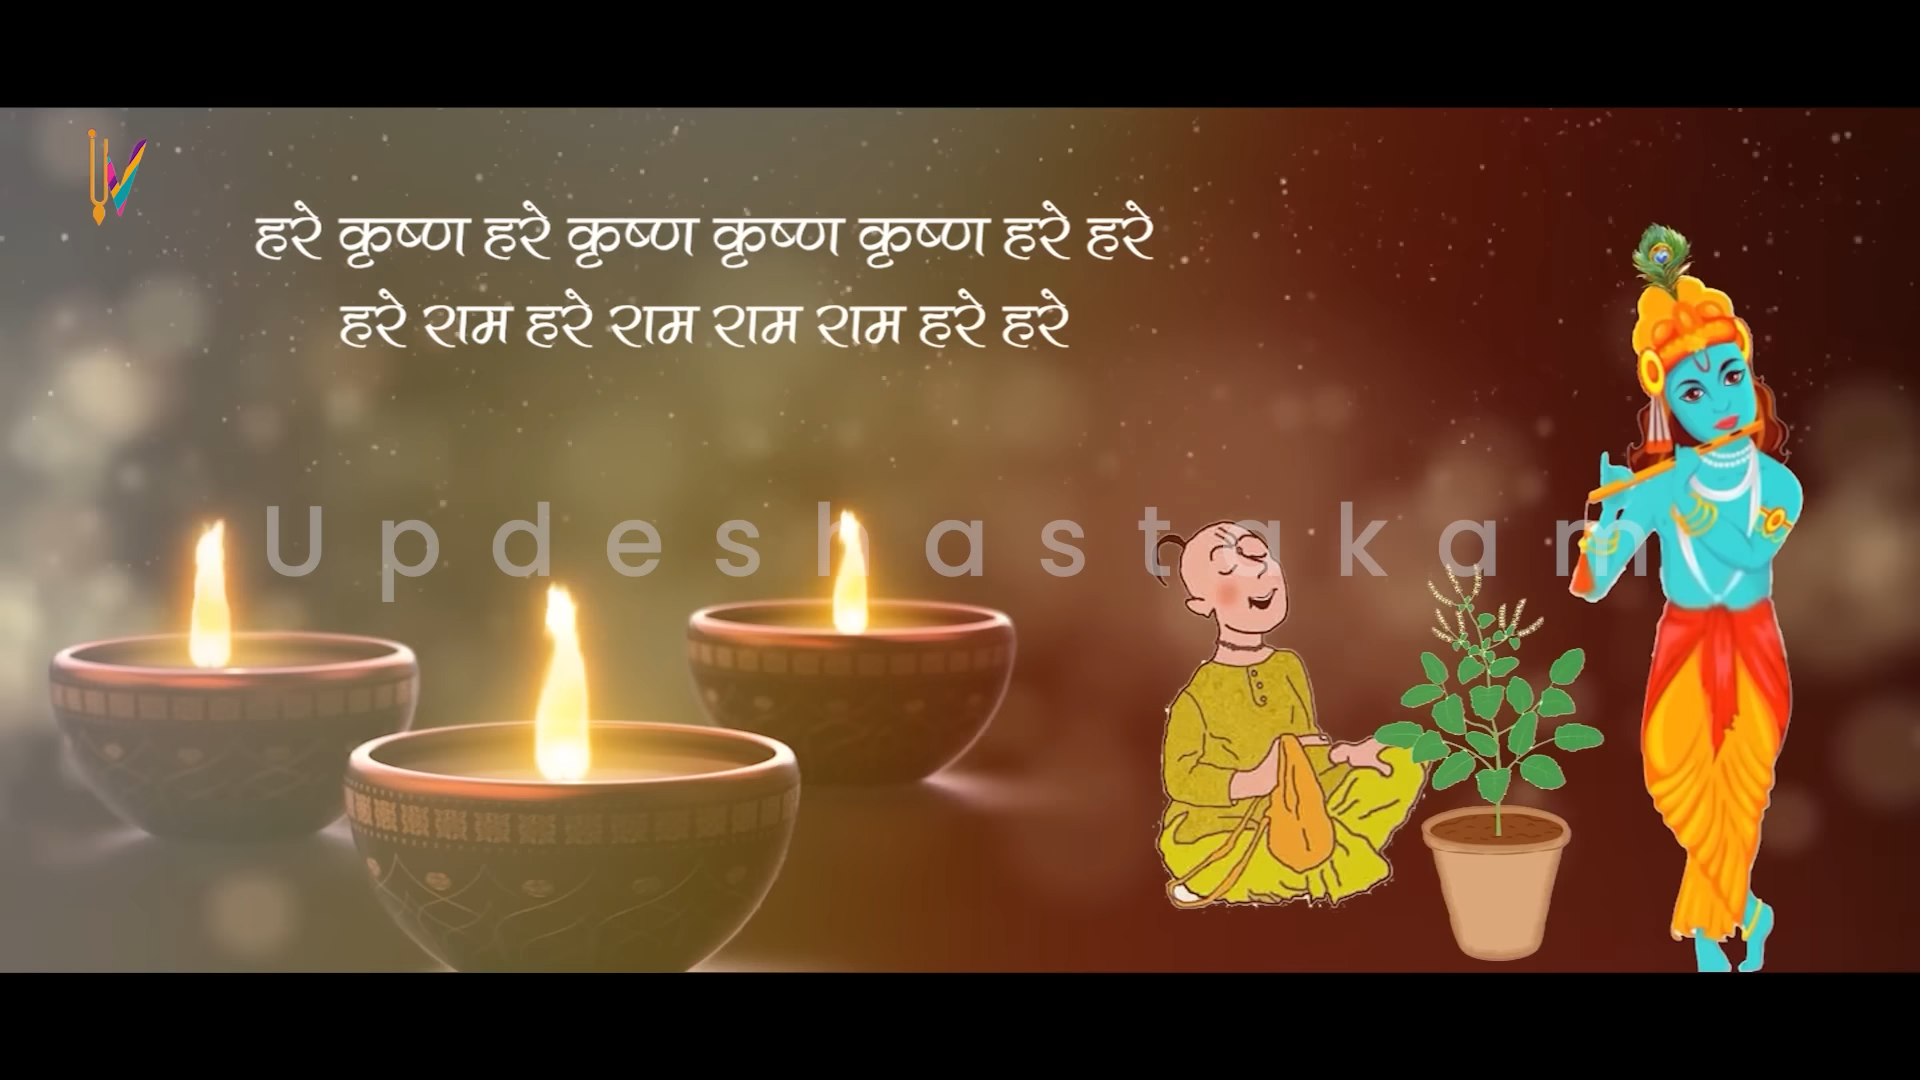 हरे कृष्ण हरे कृष्ण कृष्ण कृष्ण हरे हरे
हरे राम हरे राम राम राम हरे हरे
Updeshastakam